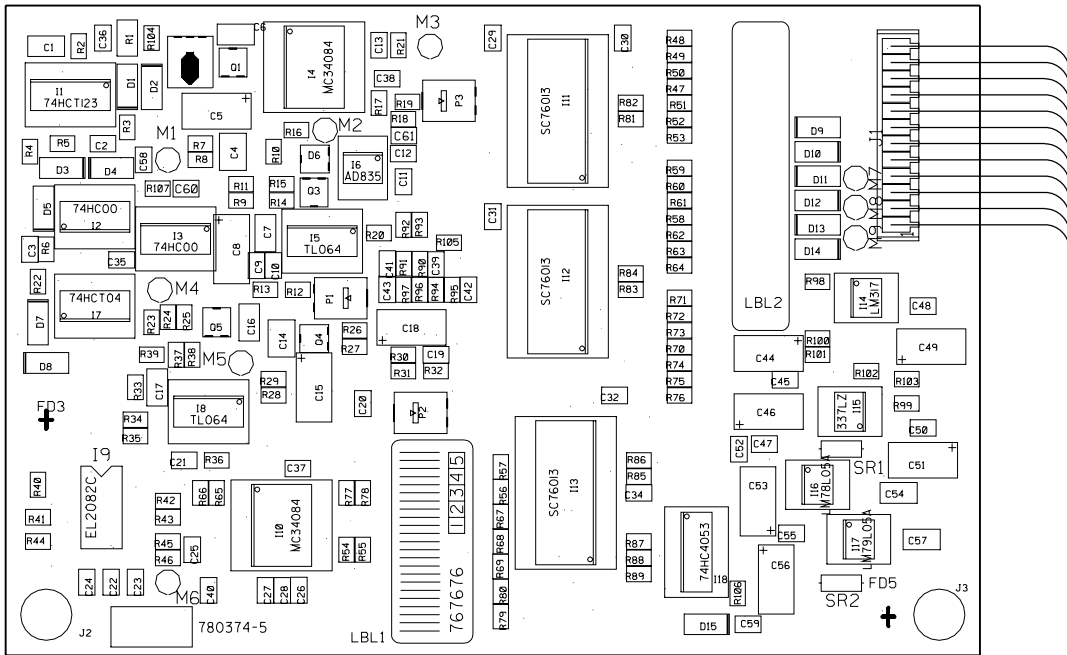 M3
C1
R2
C36
R1
R104
C6
Q1
I4
MC34084
C13
R21
C29
C30
R48
R49
R50
R47
R51
R52
R53
I1
74HCT123
D1
D2
C38
R17
R19
P3
I11
SC76013
R82
R81
C5
R18
C61
C12
R3
R4
R5
C2
M1
R7
R8
C4
R16
M2
R10
D6
I6
AD835
D9
D10
J1
D3
D4
C58
R107
C60
R11
R9
R15
R14
Q3
C11
R59
R60
R61
R58
R62
R63
R64
D11
D12
D13
D14
M7
M8
M9
1
D5
74HC00
I2
I3
74HC00
C8
C7
I5
TL064
R20
R92
R93
R105
C31
I12
SC76013
C3
R6
C35
C9
C10
C41
R91
R90
C39
R84
R83
R22
74HCT04
I7
M4
R13
R12
P1
C43
R97
R96
R94
R95
C42
R71
R72
R73
R70
R74
R75
R76
LBL2
R98
I14
LM317
C48
D7
R23
R24
R25
Q5
C16
C14
Q4
R26
R27
C18
C44
R100
R101
C49
D8
R39
R37
R38
M5
R30
R31
C19
R32
C45
R102
R103
R33
C17
R29
R28
C15
C20
P2
C32
C46
337LZ
I15
R99
FD3
R34
R35
I8
TL064
C50
I9
EL2082C
C21
R36
C37
12345
R57
R86
R85
C34
C52
C47
SR1
C51
R40
R41
R44
R42
R43
R66
R65
I10
MC34084
R77
R78
R56
R67
I13
SC76013
C53
I16
LM78L05A
C54
R45
R46
C25
R54
R55
R68
R69
R87
R88
R89
74HC4053
I18
C55
C56
I17
LM79L05A
C57
C24
C22
C23
M6
C40
C27
C28
C26
767676
R80
R79
R106
SR2
FD5
J3
J2
780374-5
LBL1
D15
C59